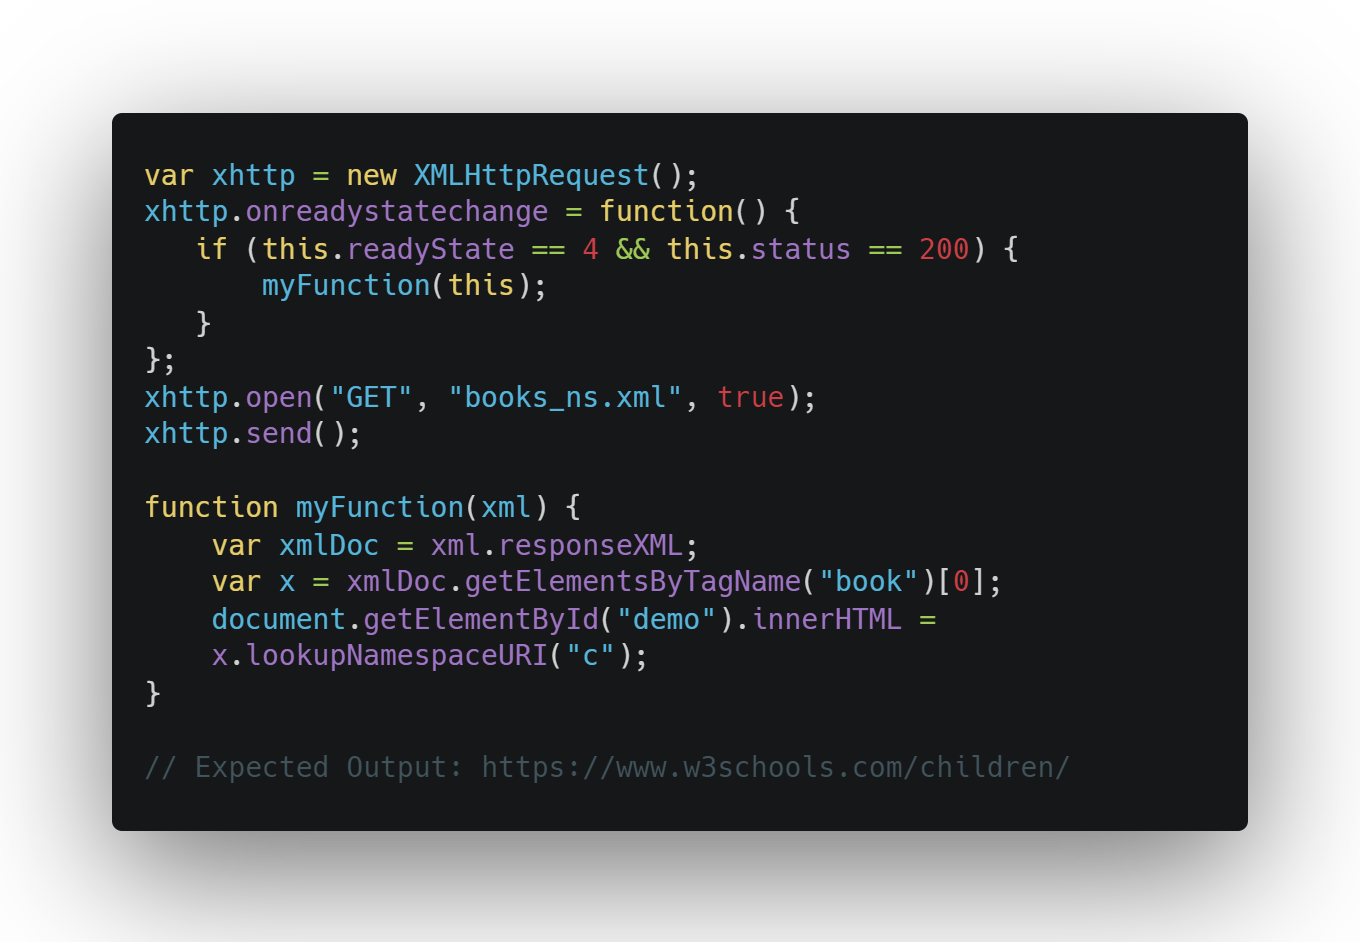 var xhttp = new XMLHttpRequest();
xhttp.onreadystatechange = function() {
   if (this.readyState == 4 && this.status == 200) {
       myFunction(this);
   }
};
xhttp.open("GET", "books_ns.xml", true);
xhttp.send();

function myFunction(xml) {
    var xmlDoc = xml.responseXML;
    var x = xmlDoc.getElementsByTagName("book")[0];
    document.getElementById("demo").innerHTML =
    x.lookupNamespaceURI("c");
}

// Expected Output: https://www.w3schools.com/children/